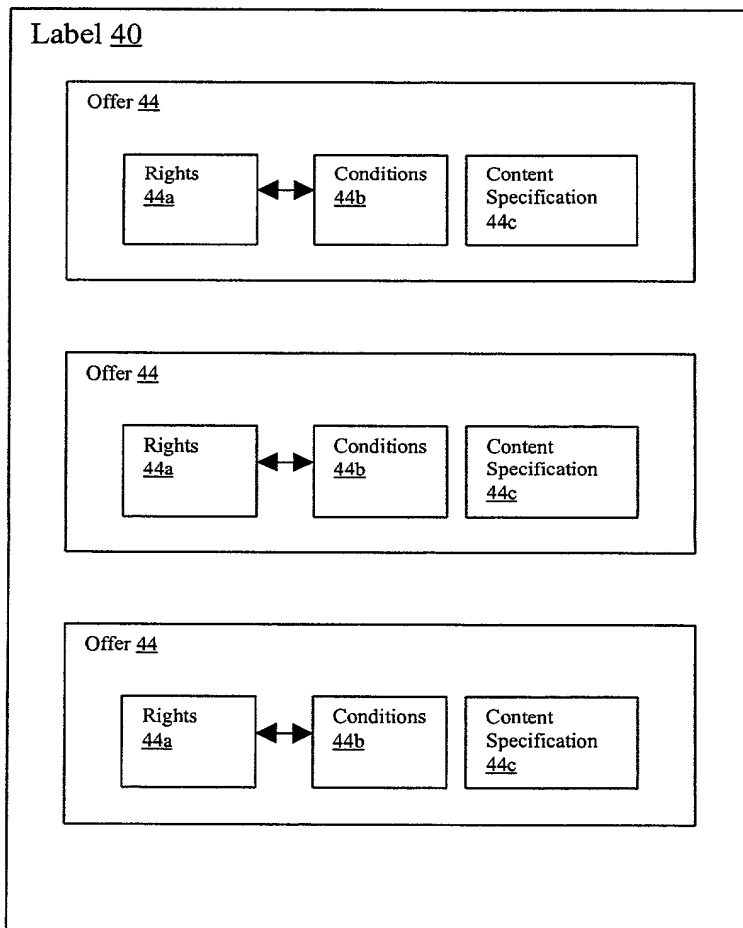 Label 40
Offer 44
Rights
44a
Conditions
44b
Content
Specification
44c
Offer 44
Rights
44a
Conditions
44b
Content
Specification
44c
Offer 44
Rights
44a
Conditions
44b
Content
Specification
44c